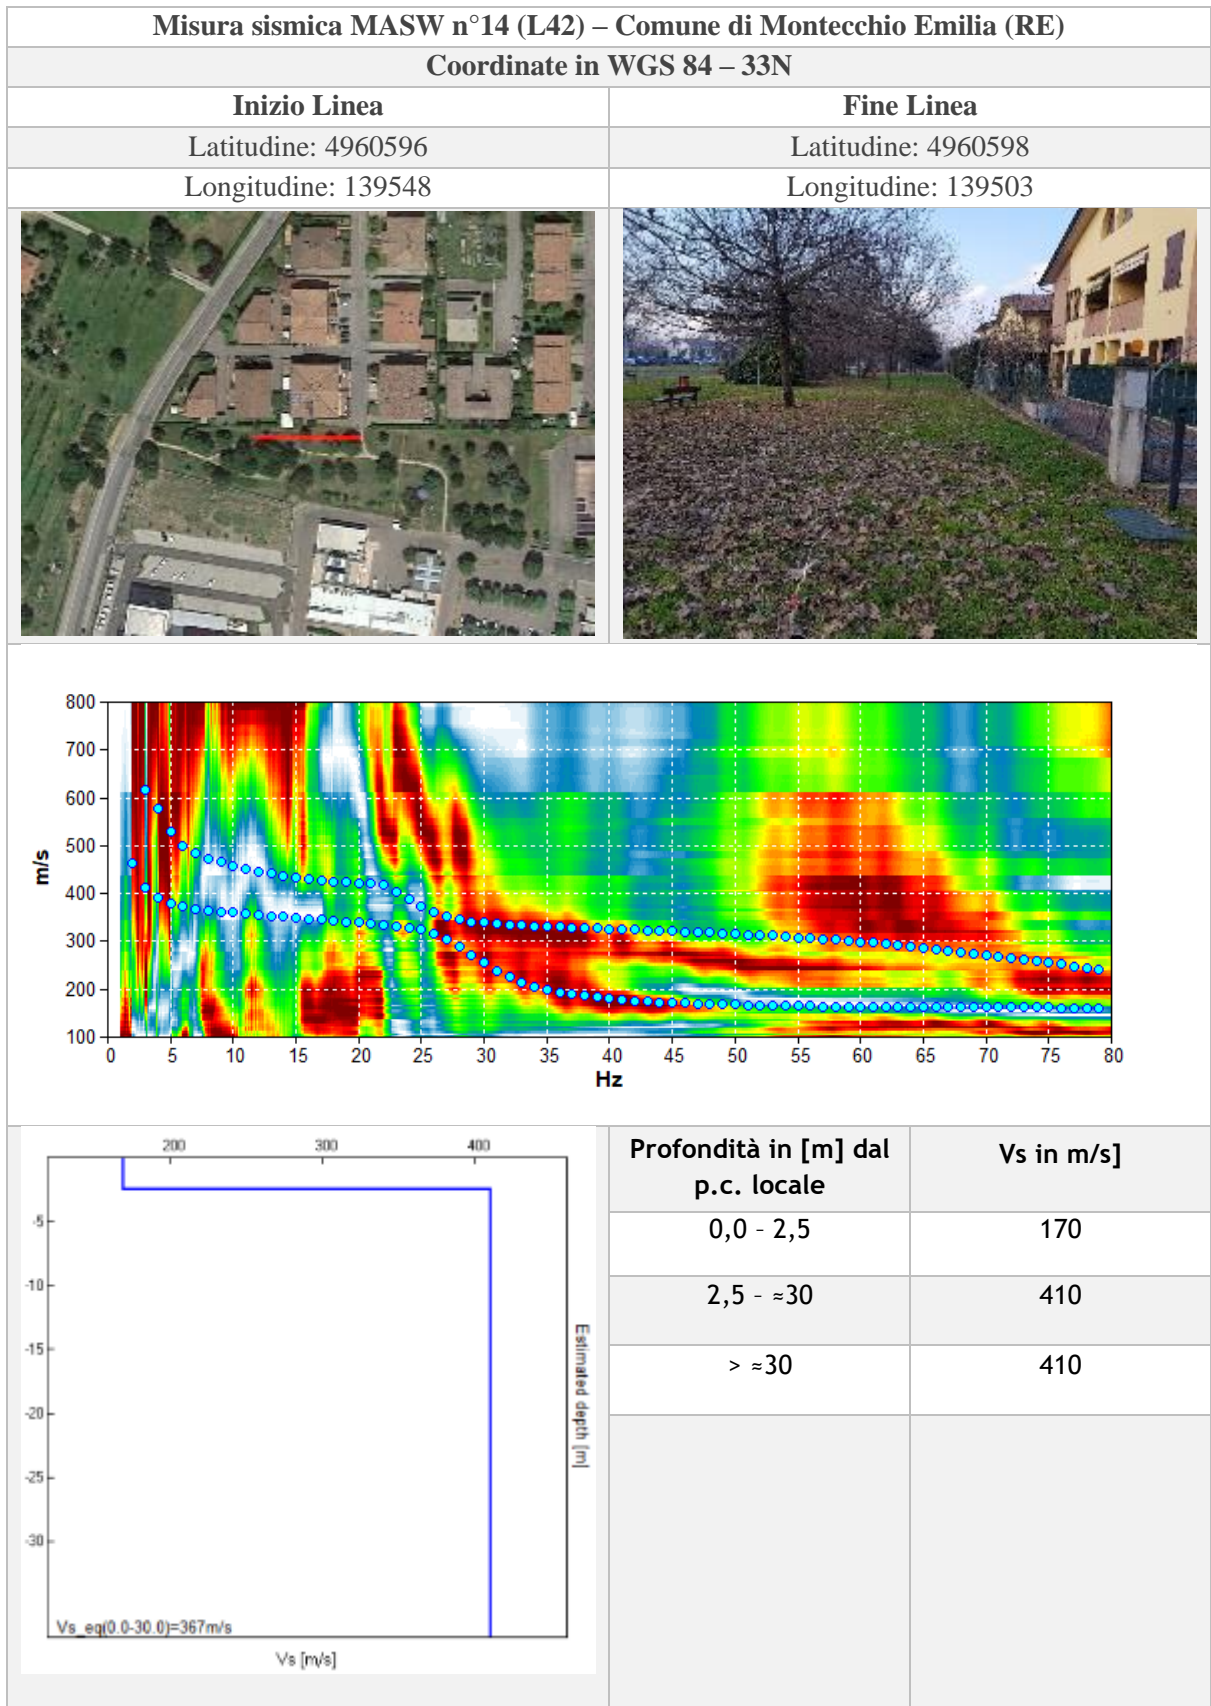 Misura sismica MASW n°14 (L42) – Comune di Montecchio Emilia (RE)
Coordinate in WGS 84 – 33N
Inizio Linea
Fine Linea
Latitudine: 4960596
Latitudine: 4960598
Longitudine: 139548
Longitudine: 139503
800
700
600
500
400
300
200
100
m/s
0 5 10 15 20 25 30 35 40 45 50 55 60 65 70 75 80
Hz
200 300 400
-5
-10
-15
-20
-25
-30
Estimated depth [m]
Vs_eq(0.0-30.0)=367m/s
Vs [m/s]
Profondità in [m] dal
p.c. locale
Vs in m/s]
0,0 – 2,5
170
2,5 – ≈30
410
> ≈30
410